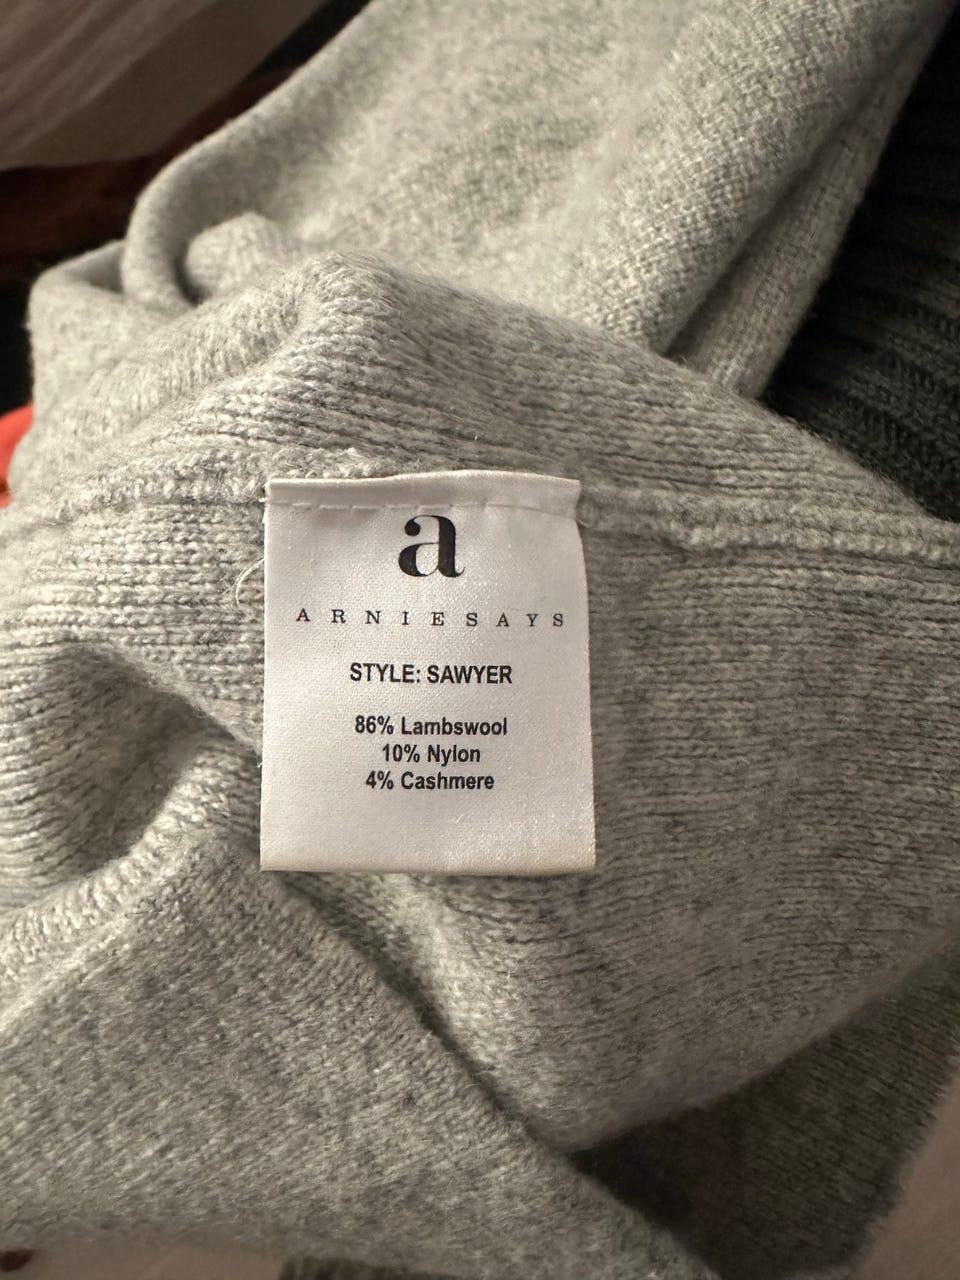 a
ARNIESAYS
STYLE: SAWYER
86% Lambswool
10% Nylon
4% Cashmere